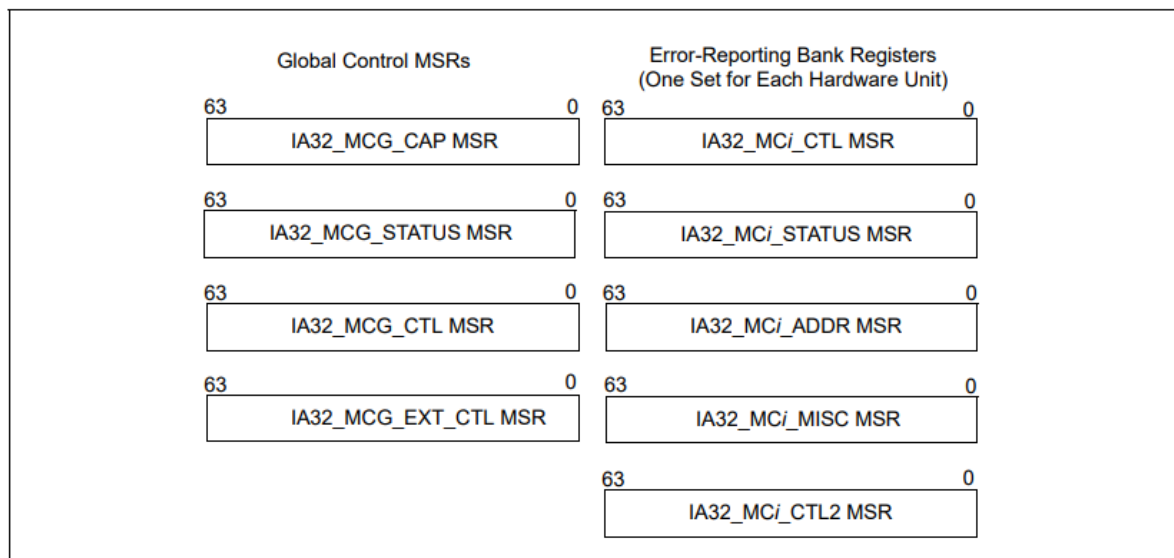 Global Control MSRs
63 0
IA32_MCG_CAP MSR
63 0
IA32_MCG_STATUS MSR
63 0
IA32_MCG_CTL MSR
63 0
IA32_MCG_EXT_CTL MSR
Error-Reporting Bank Registers
(One Set for Each Hardware Unit)
63 0
IA32_MCi_CTL MSR
63 0
IA32_MCi_STATUS MSR
63 0
IA32_MCi_ADDR MSR
63 0
IA32_MCi_MISC MSR
63 0
IA32_MCi_CTL2 MSR